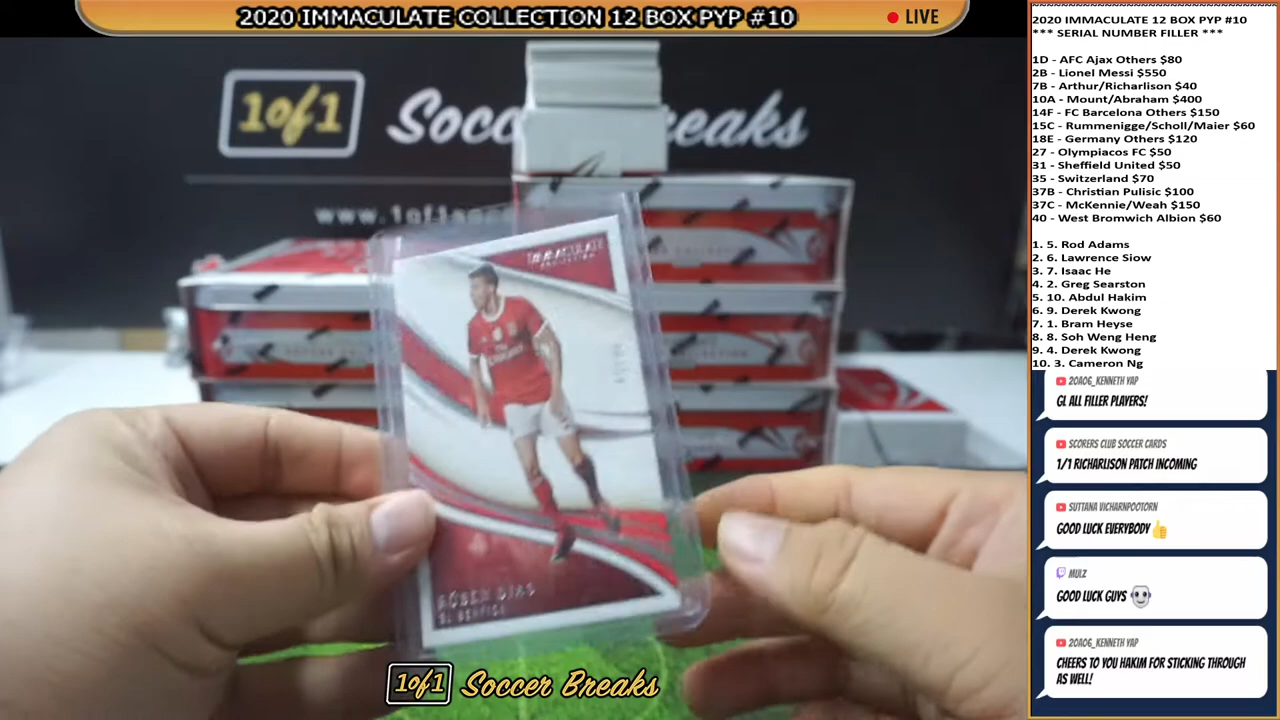 2020 IMMACULATE COLLECTION 12 BOX PYP #10
LIVE
1of1 Soccer Breaks
IMMACULATE
COLLECTION
RÚBEN DIAS
SL BENFICA
1of1 Soccer Breaks
2020 IMMACULATE 12 BOX PYP #10
*** SERIAL NUMBER FILLER ***
1D - AFC Ajax Others $80
2B - Lionel Messi $550
7B - Arthur/Richarlison $40
10A - Mount/Abraham $400
14F - FC Barcelona Others $150
15C - Rummenigge/Scholl/Maier $60
18E - Germany Others $120
27 - Olympiacos FC $50
31 - Sheffield United $50
35 - Switzerland $70
37B - Christian Pulisic $100
37C - McKennie/Weah $150
40 - West Bromwich Albion $60
1. 5. Rod Adams
2. 6. Lawrence Siow
3. 7. Isaac He
4. 2. Greg Searston
5. 10. Abdul Hakim
6. 9. Derek Kwong
7. 1. Bram Heyse
8. 8. Soh Weng Heng
9. 4. Derek Kwong
10. 3. Cameron Ng
20A06_KENNETH YAP
GL ALL FILLER PLAYERS!
SCORERS CLUB SOCCER CARDS
1/1 RICHARLISON PATCH INCOMING
SUTTANA VICHARNPOOTORN
GOOD LUCK EVERYBODY👍
MULZ
GOOD LUCK GUYS
20A06_KENNETH YAP
CHEERS TO YOU HAKIM FOR STICKING THROUGH
AS WELL!